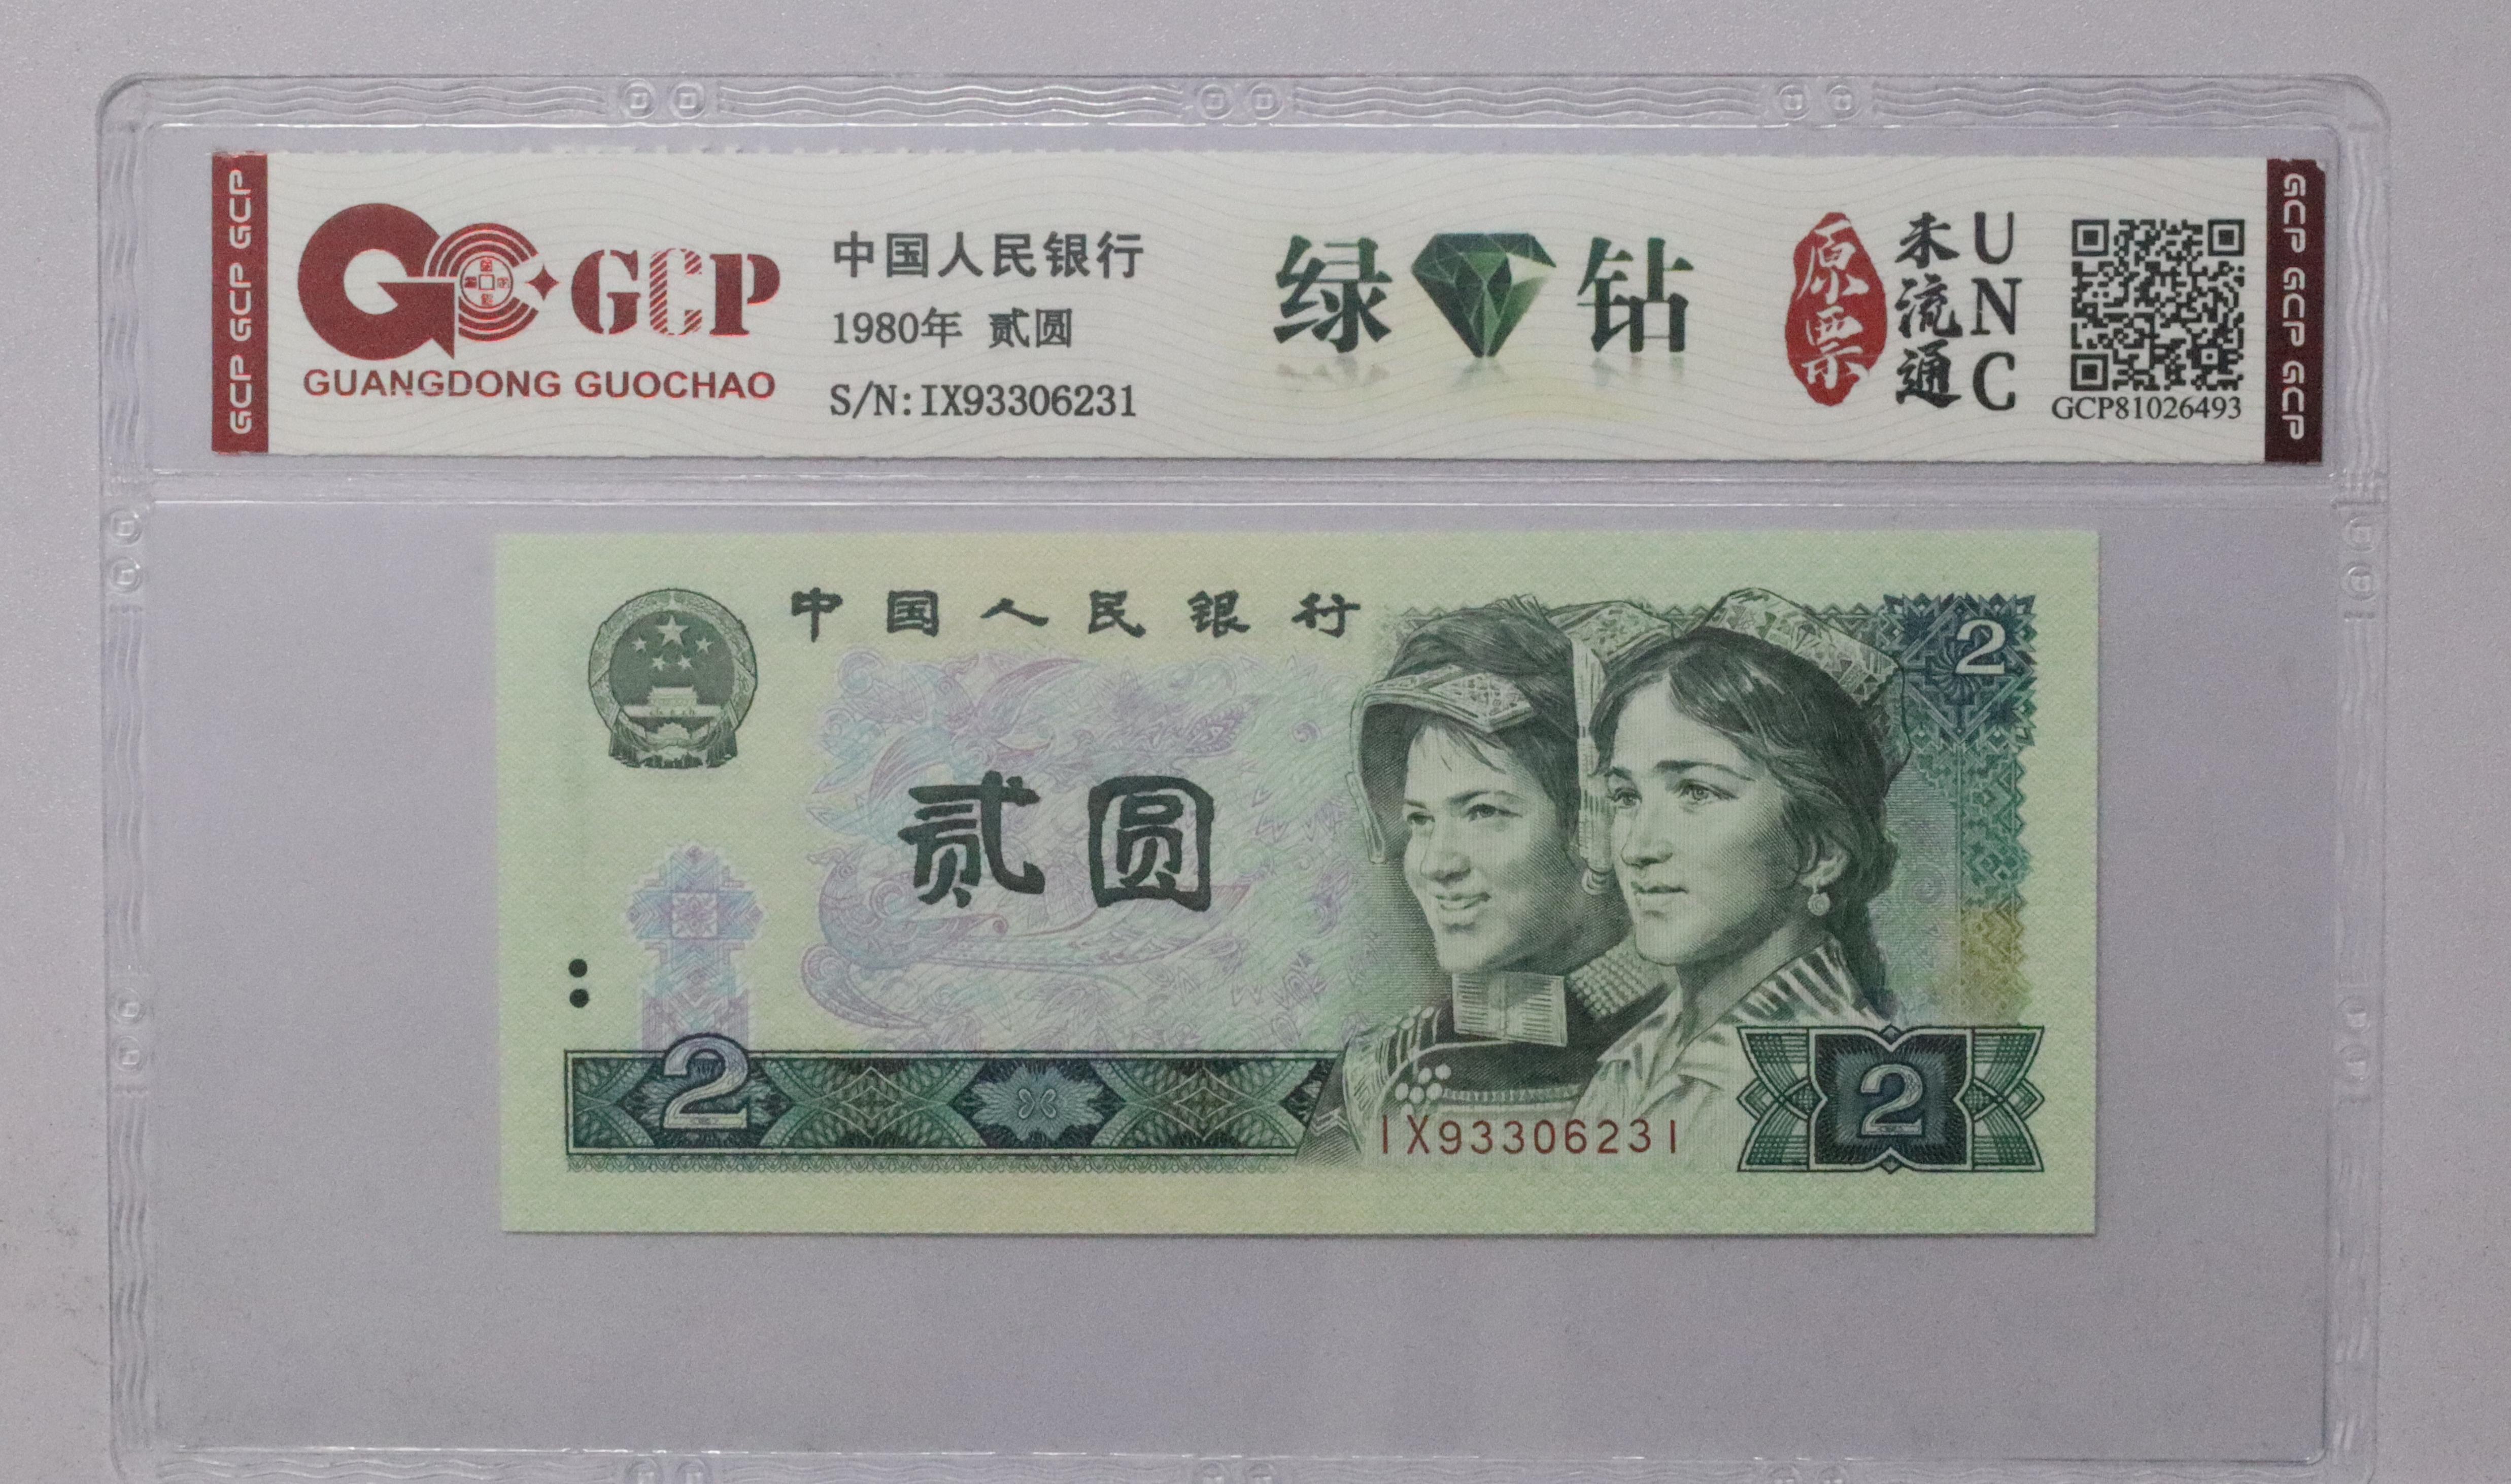 GCP GCP GCP
GCP
GUANGDONG GUOCHAO
中国人民银行
1980年 贰圆
S/N:IX93306231
绿钻
原票
未流通
UNC
GCP81026493
GCP GCP GCP
中国人民银行
2
贰圆
2
2
IX93306231